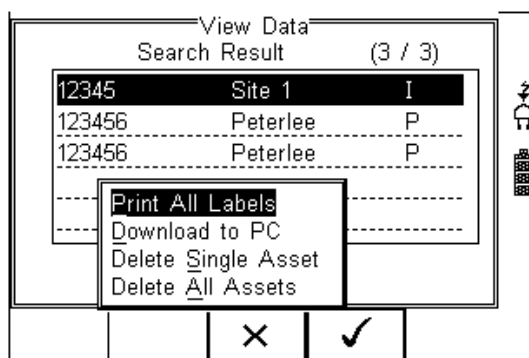 View Data
Search Result (3 / 3)
12345 Site 1 I
123456 Peterlee P
123456 Peterlee P
Print All Labels
Download to PC
Delete Single Asset
Delete All Assets